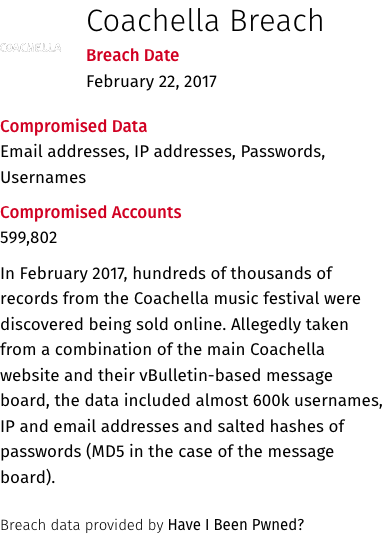 Coachella Breach
COACHELLA
Breach Date
February 22, 2017
Compromised Data
Email addresses, IP addresses, Passwords,
Usernames
Compromised Accounts
599,802
In February 2017, hundreds of thousands of
records from the Coachella music festival were
discovered being sold online. Allegedly taken
from a combination of the main Coachella
website and their vBulletin-based message
board, the data included almost 600k usernames,
IP and email addresses and salted hashes of
passwords (MD5 in the case of the message
board).
Breach data provided by Have I Been Pwned?